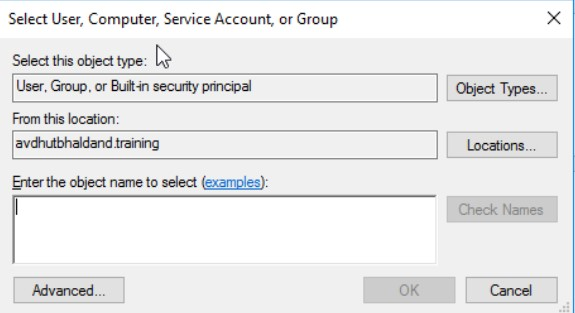 Select User, Computer, Service Account, or Group
Select this object type:
User, Group, or Built-in security principal
Object Types...
From this location:
avdhutbhaldand.training
Locations...
Enter the object name to select (examples):
Check Names
Advanced...
OK
Cancel